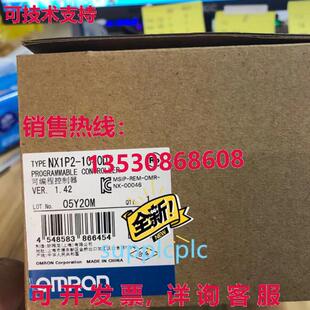 可技术支持
销售热线:
13530868608
TYPE NX1P2-
PROGRAMMABLE CONTROLLER
可编程控制器
VER. 1.42
MSIP-REM-OMR-
NX-00046
LOT No. 05Y20M
QTY.
全新
4 548583 866454
supplcplc
OMRON
OMRON Corporation
MADE IN CHINA
可开发票,详询客服